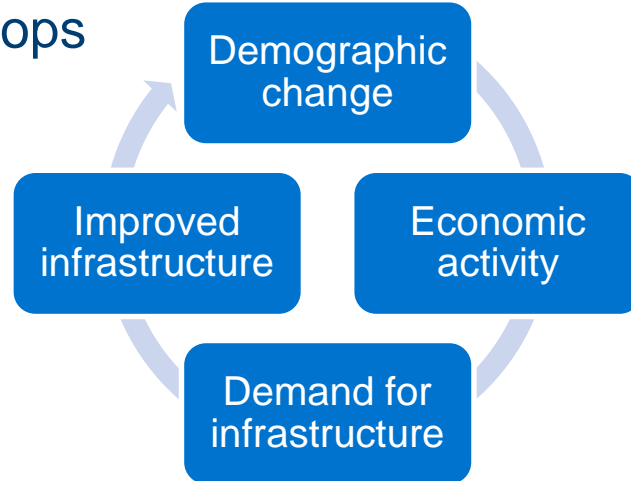 ops
Demographic
change
Improved
infrastructure
Economic
activity
Demand for
infrastructure